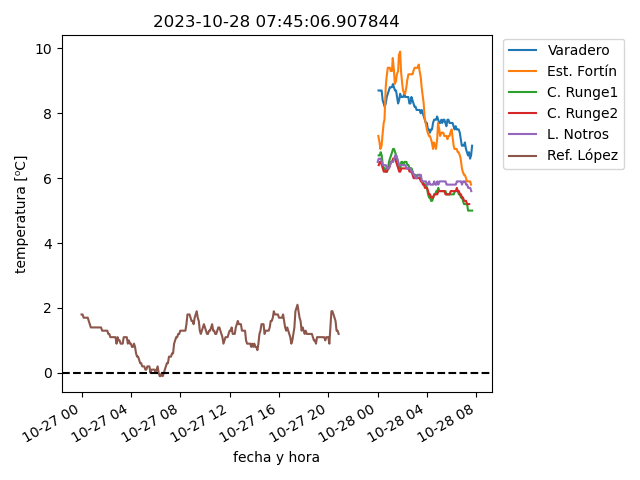 2023-10-28 07:45:06.907844
10
8
6
4
2
0
temperatura [ºC]
10-27 00
10-27 04
10-27 08
10-27 12
10-27 16
10-27 20
10-28 00
10-28 04
10-28 08
fecha y hora
Varadero
Est. Fortín
C. Runge1
C. Runge2
L. Notros
Ref. López